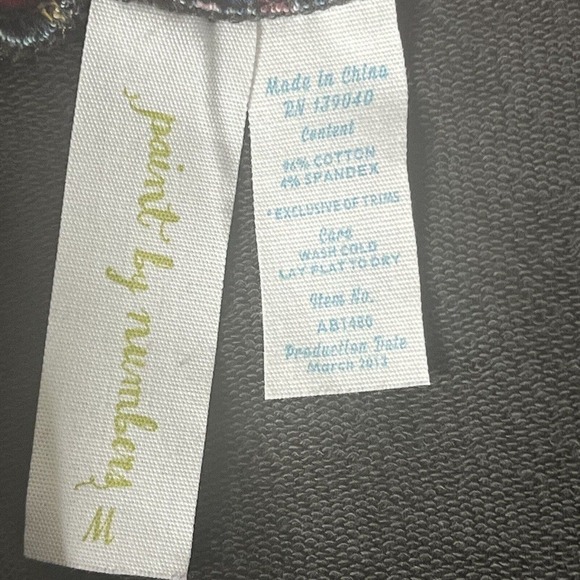 paint by numbers
M
Made in China
RN 139040
Content
96% COTTON
4% SPANDEX
*EXCLUSIVE OF TRIMS
Care
WASH COLD
LAY FLAT TO DRY
Item No.
AB1480
Production Date
March 2013